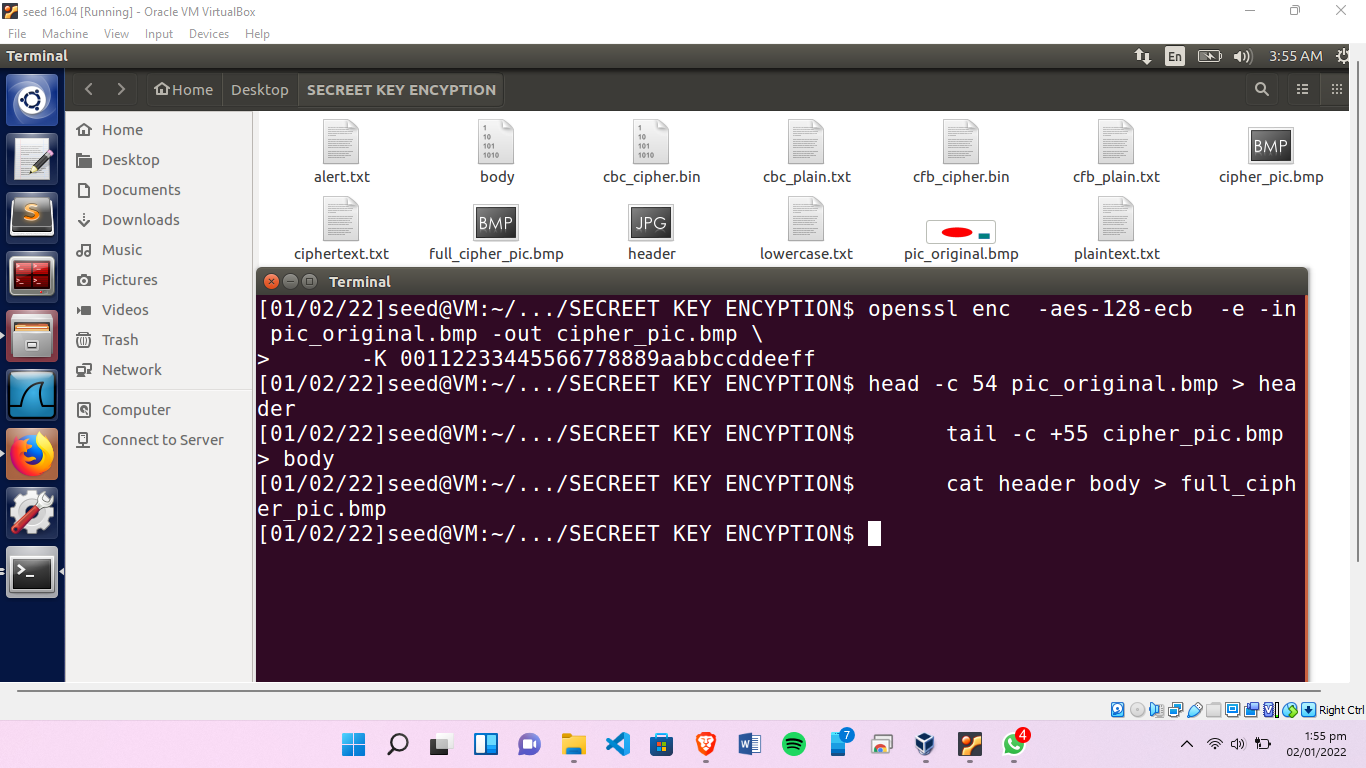 seed 16.04 [Running] - Oracle VM VirtualBox
File Machine View Input Devices Help
Terminal En 3:55 AM
Home Desktop SECREET KEY ENCYPTION
Home
Desktop
Documents
Downloads
Music
Pictures
Videos
Trash
Network
Computer
Connect to Server
1
10
101
1010
1
10
101
1010
BMP
alert.txt body cbc_cipher.bin cbc_plain.txt cfb_cipher.bin cfb_plain.txt cipher_pic.bmp
BMP JPG
ciphertext.txt full_cipher_pic.bmp header lowercase.txt pic_original.bmp plaintext.txt
Terminal
[01/02/22]seed@VM:~/.../SECREET KEY ENCYPTION$ openssl enc  -aes-128-ecb  -e -in
 pic_original.bmp -out cipher_pic.bmp \
>       -K 00112233445566778889aabbccddeeff
[01/02/22]seed@VM:~/.../SECREET KEY ENCYPTION$ head -c 54 pic_original.bmp > hea
der
[01/02/22]seed@VM:~/.../SECREET KEY ENCYPTION$       tail -c +55 cipher_pic.bmp
> body
[01/02/22]seed@VM:~/.../SECREET KEY ENCYPTION$       cat header body > full_ciph
er_pic.bmp
[01/02/22]seed@VM:~/.../SECREET KEY ENCYPTION$
Right Ctrl
7
4
1:55 pm
02/01/2022